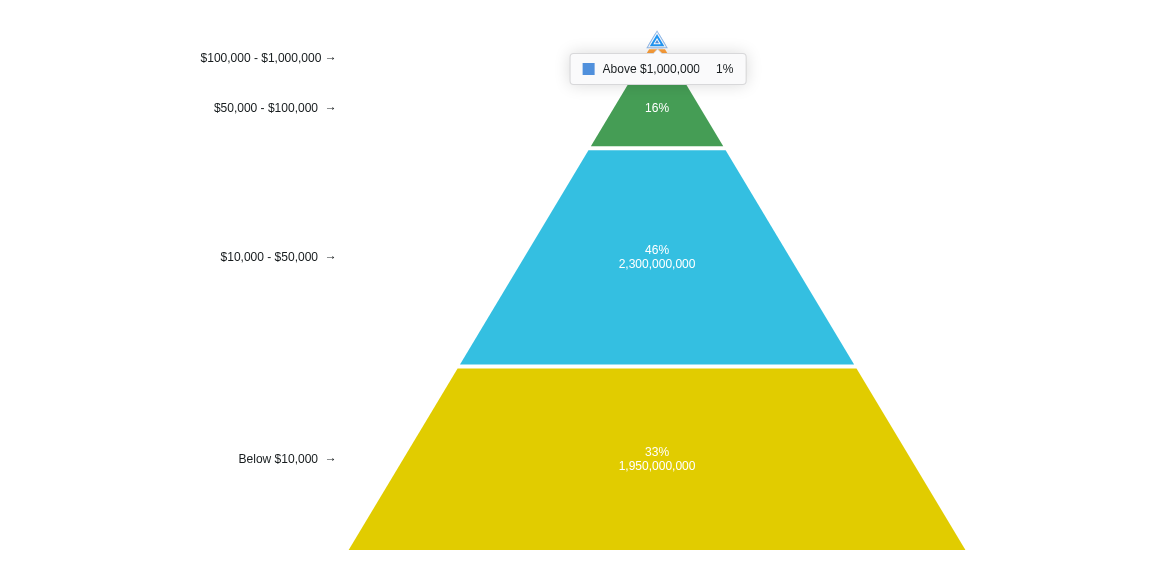 $100,000 - $1,000,000 →
Above $1,000,000 1%
$50,000 - $100,000 →
16%
$10,000 - $50,000 →
46%
2,300,000,000
Below $10,000 →
33%
1,950,000,000